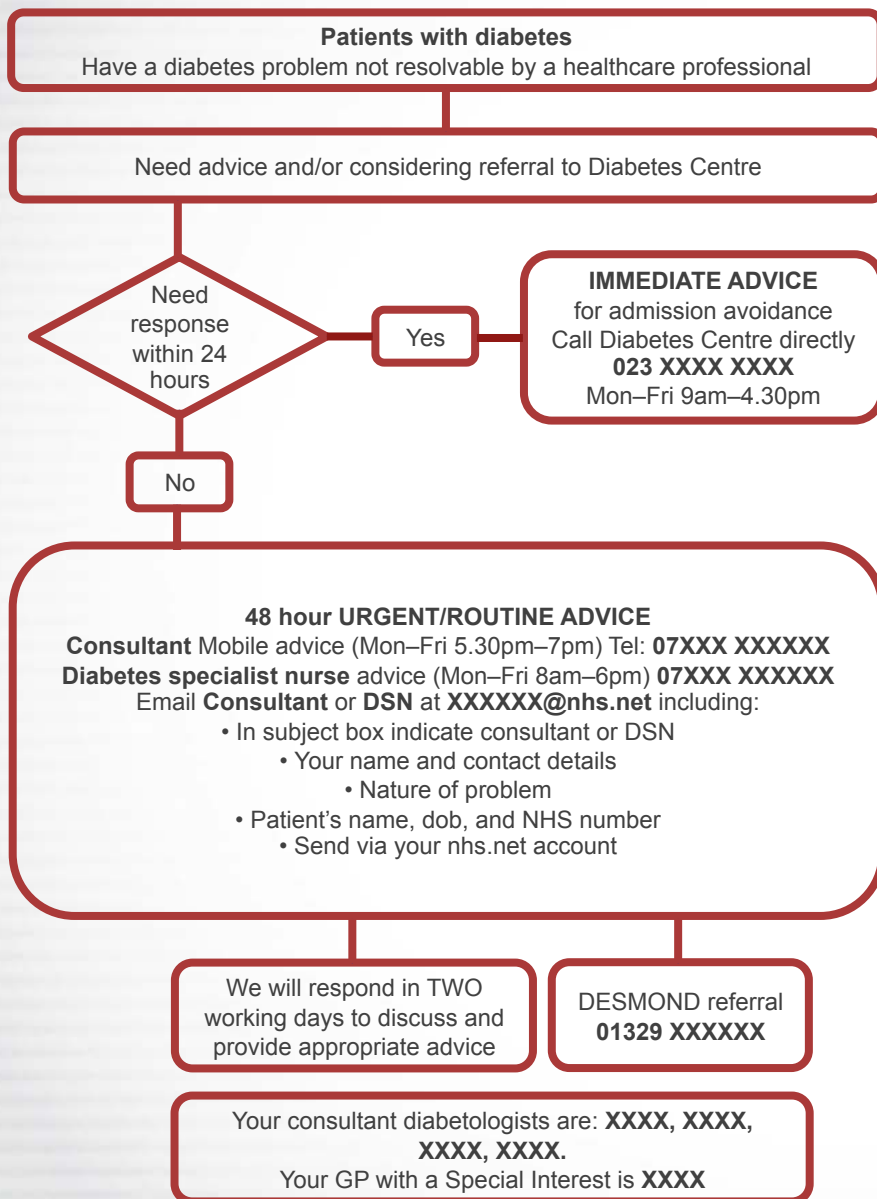 Patients with diabetes
Have a diabetes problem not resolvable by a healthcare professional
Need advice and/or considering referral to Diabetes Centre
Need
response
within 24
hours
Yes
IMMEDIATE ADVICE
for admission avoidance
Call Diabetes Centre directly
023 XXXX XXXX
Mon–Fri 9am–4.30pm
No
48 hour URGENT/ROUTINE ADVICE
Consultant Mobile advice (Mon–Fri 5.30pm–7pm) Tel: 07XXX XXXXXX
Diabetes specialist nurse advice (Mon–Fri 8am–6pm) 07XXX XXXXXX
Email Consultant or DSN at XXXXXX@nhs.net including:
• In subject box indicate consultant or DSN
• Your name and contact details
• Nature of problem
• Patient’s name, dob, and NHS number
• Send via your nhs.net account
We will respond in TWO
working days to discuss and
provide appropriate advice
DESMOND referral
01329 XXXXXX
Your consultant diabetologists are: XXXX, XXXX,
XXXX, XXXX.
Your GP with a Special Interest is XXXX